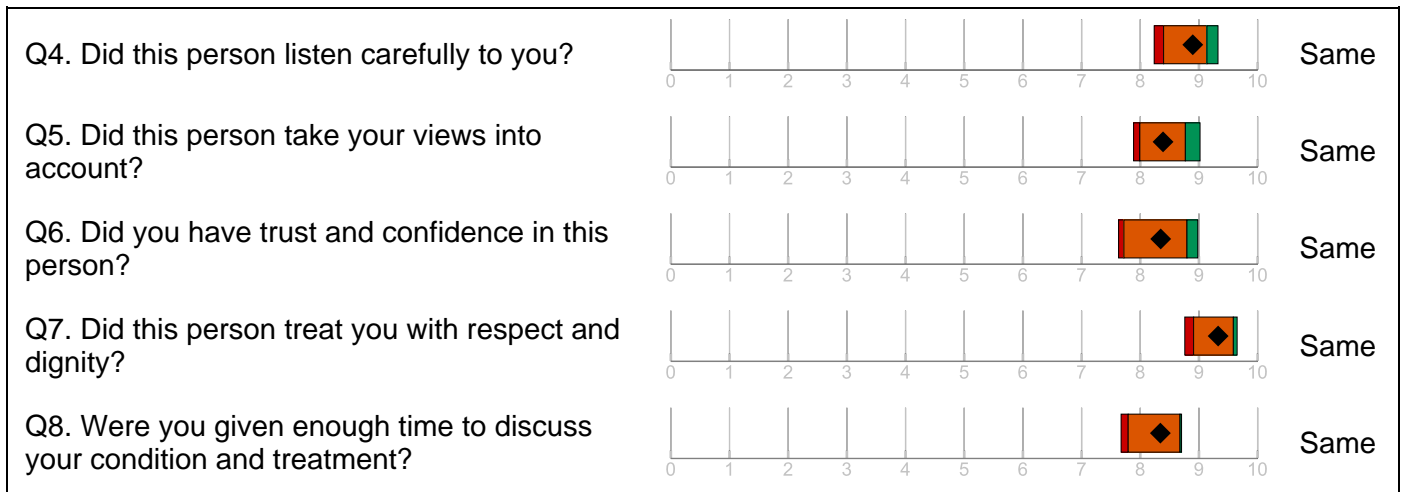 Q4. Did this person listen carefully to you?
0 1 2 3 4 5 6 7 8 9 10
Same
Q5. Did this person take your views into
account?
0 1 2 3 4 5 6 7 8 9 10
Same
Q6. Did you have trust and confidence in this
person?
0 1 2 3 4 5 6 7 8 9 10
Same
Q7. Did this person treat you with respect and
dignity?
0 1 2 3 4 5 6 7 8 9 10
Same
Q8. Were you given enough time to discuss
your condition and treatment?
0 1 2 3 4 5 6 7 8 9 10
Same